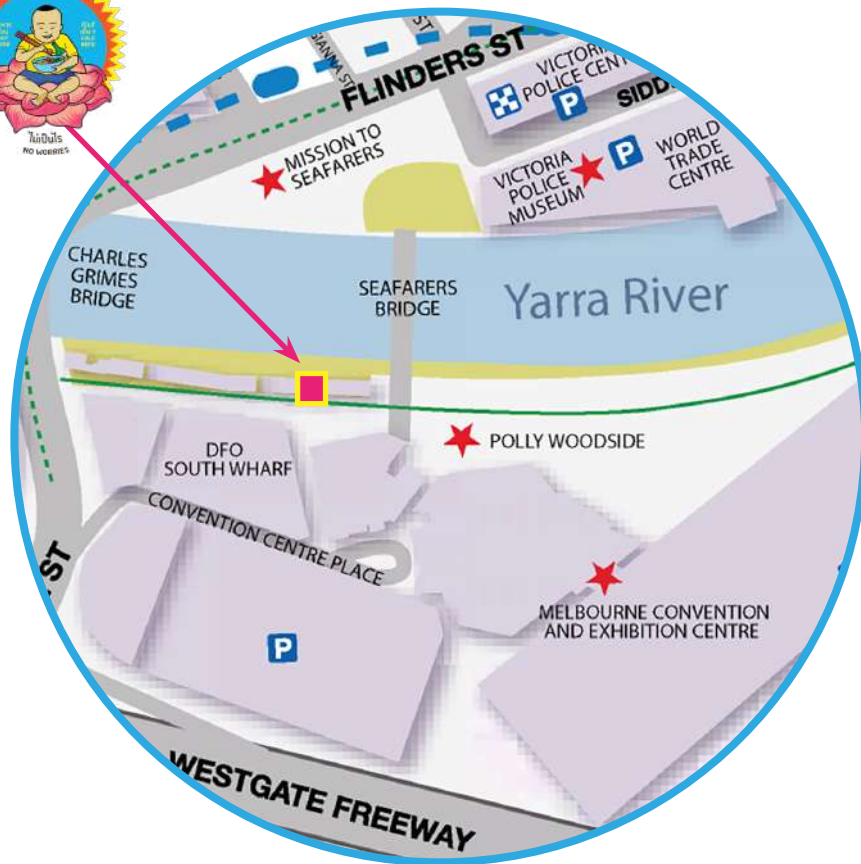 ไม่เป็นไร
NO WORRIES
FLINDERS ST
ST
VICTORIA
POLICE CENT
P
SIDD
MISSION TO
SEAFARERS
VICTORIA
POLICE
MUSEUM
P
WORLD
TRADE
CENTRE
CHARLES
GRIMES
BRIDGE
SEAFARERS
BRIDGE
Yarra River
POLLY WOODSIDE
DFO
SOUTH WHARF
CONVENTION CENTRE PLACE
ST
MELBOURNE CONVENTION
AND EXHIBITION CENTRE
P
WESTGATE FREEWAY